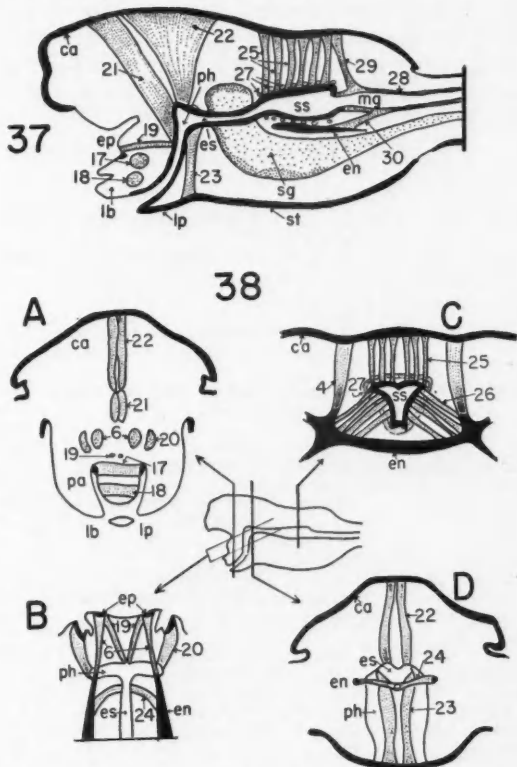 37
ca
22
21
ph
25
27
29
28
ss
mg
ep
19
17
18
es
23
en
30
sg
lb
lp
st
38
A
ca
22
21
6
20
19
17
pa
18
lb
lp
C
ca
25
4
27
ss
26
en
B
ep
19
6
20
ph
es
24
en
D
ca
22
es
24
en
ph
23